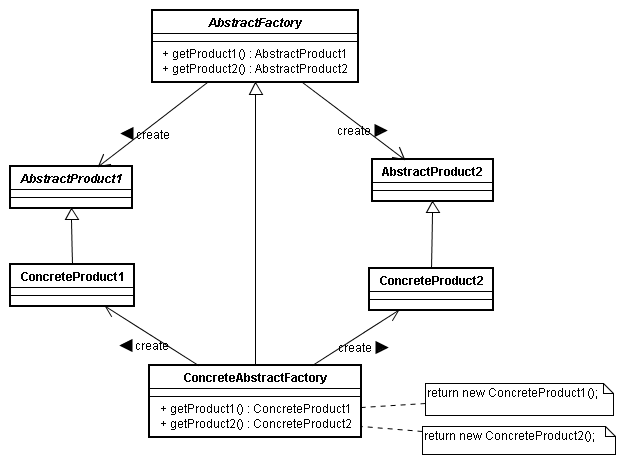 AbstractFactory
+ getProduct1() : AbstractProduct1
+ getProduct2() : AbstractProduct2
create
create
AbstractProduct1
AbstractProduct2
ConcreteProduct1
ConcreteProduct2
create
create
ConcreteAbstractFactory
+ getProduct1() : ConcreteProduct1
+ getProduct2() : ConcreteProduct2
return new ConcreteProduct1();
return new ConcreteProduct2();